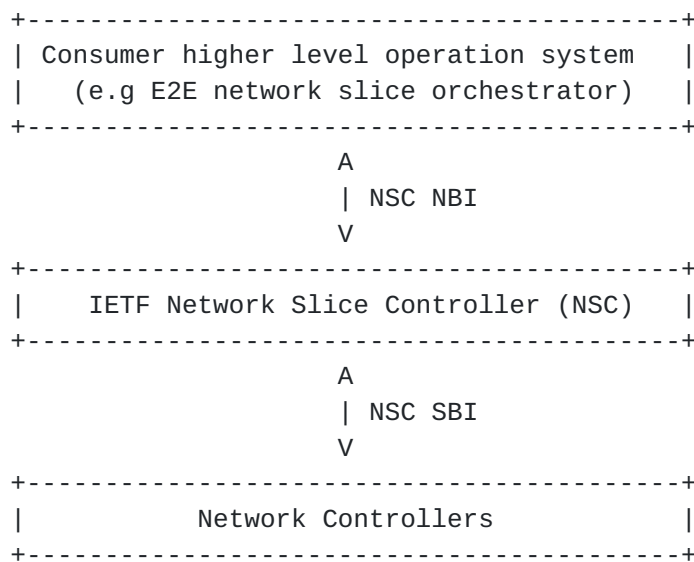 +------------------------------------------+
| Consumer higher level operation system   |
|   (e.g E2E network slice orchestrator)   |
+------------------------------------------+
                     A
                     | NSC NBI
                     V
+------------------------------------------+
|    IETF Network Slice Controller (NSC)   |
+------------------------------------------+
                     A
                     | NSC SBI
                     V
+------------------------------------------+
|           Network Controllers            |
+------------------------------------------+